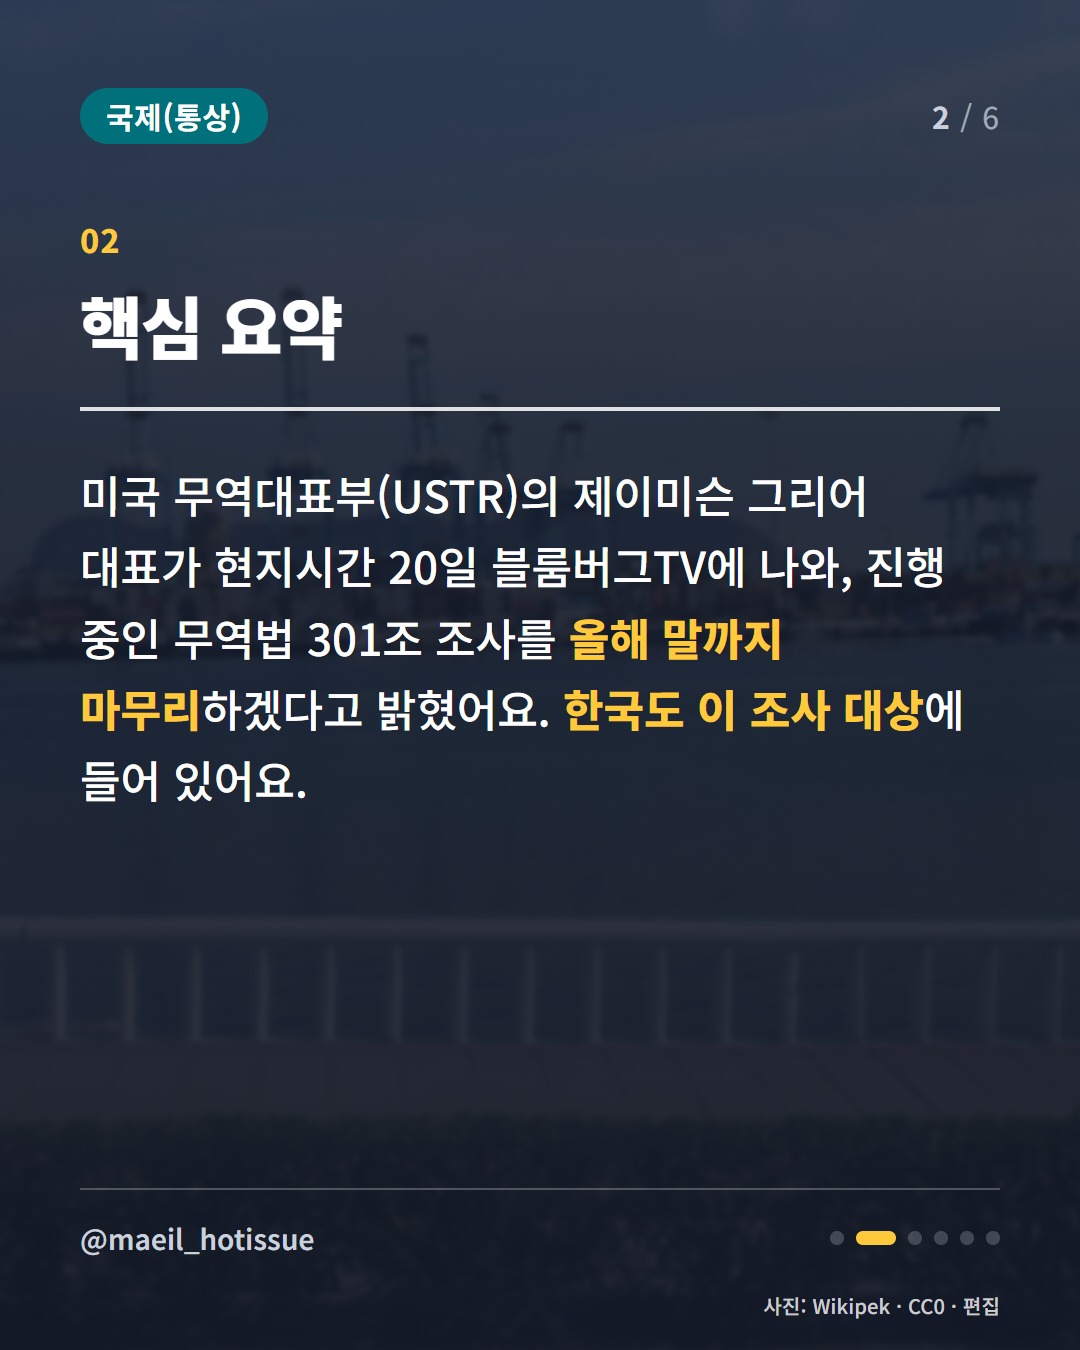 국제(통상)
2 / 6
02
핵심 요약
미국 무역대표부(USTR)의 제이미슨 그리어
대표가 현지시간 20일 블룸버그TV에 나와, 진행
중인 무역법 301조 조사를 올해 말까지
마무리하겠다고 밝혔어요. 한국도 이 조사 대상에
들어 있어요.
@maeil_hotissue
사진: Wikipek · CC0 · 편집